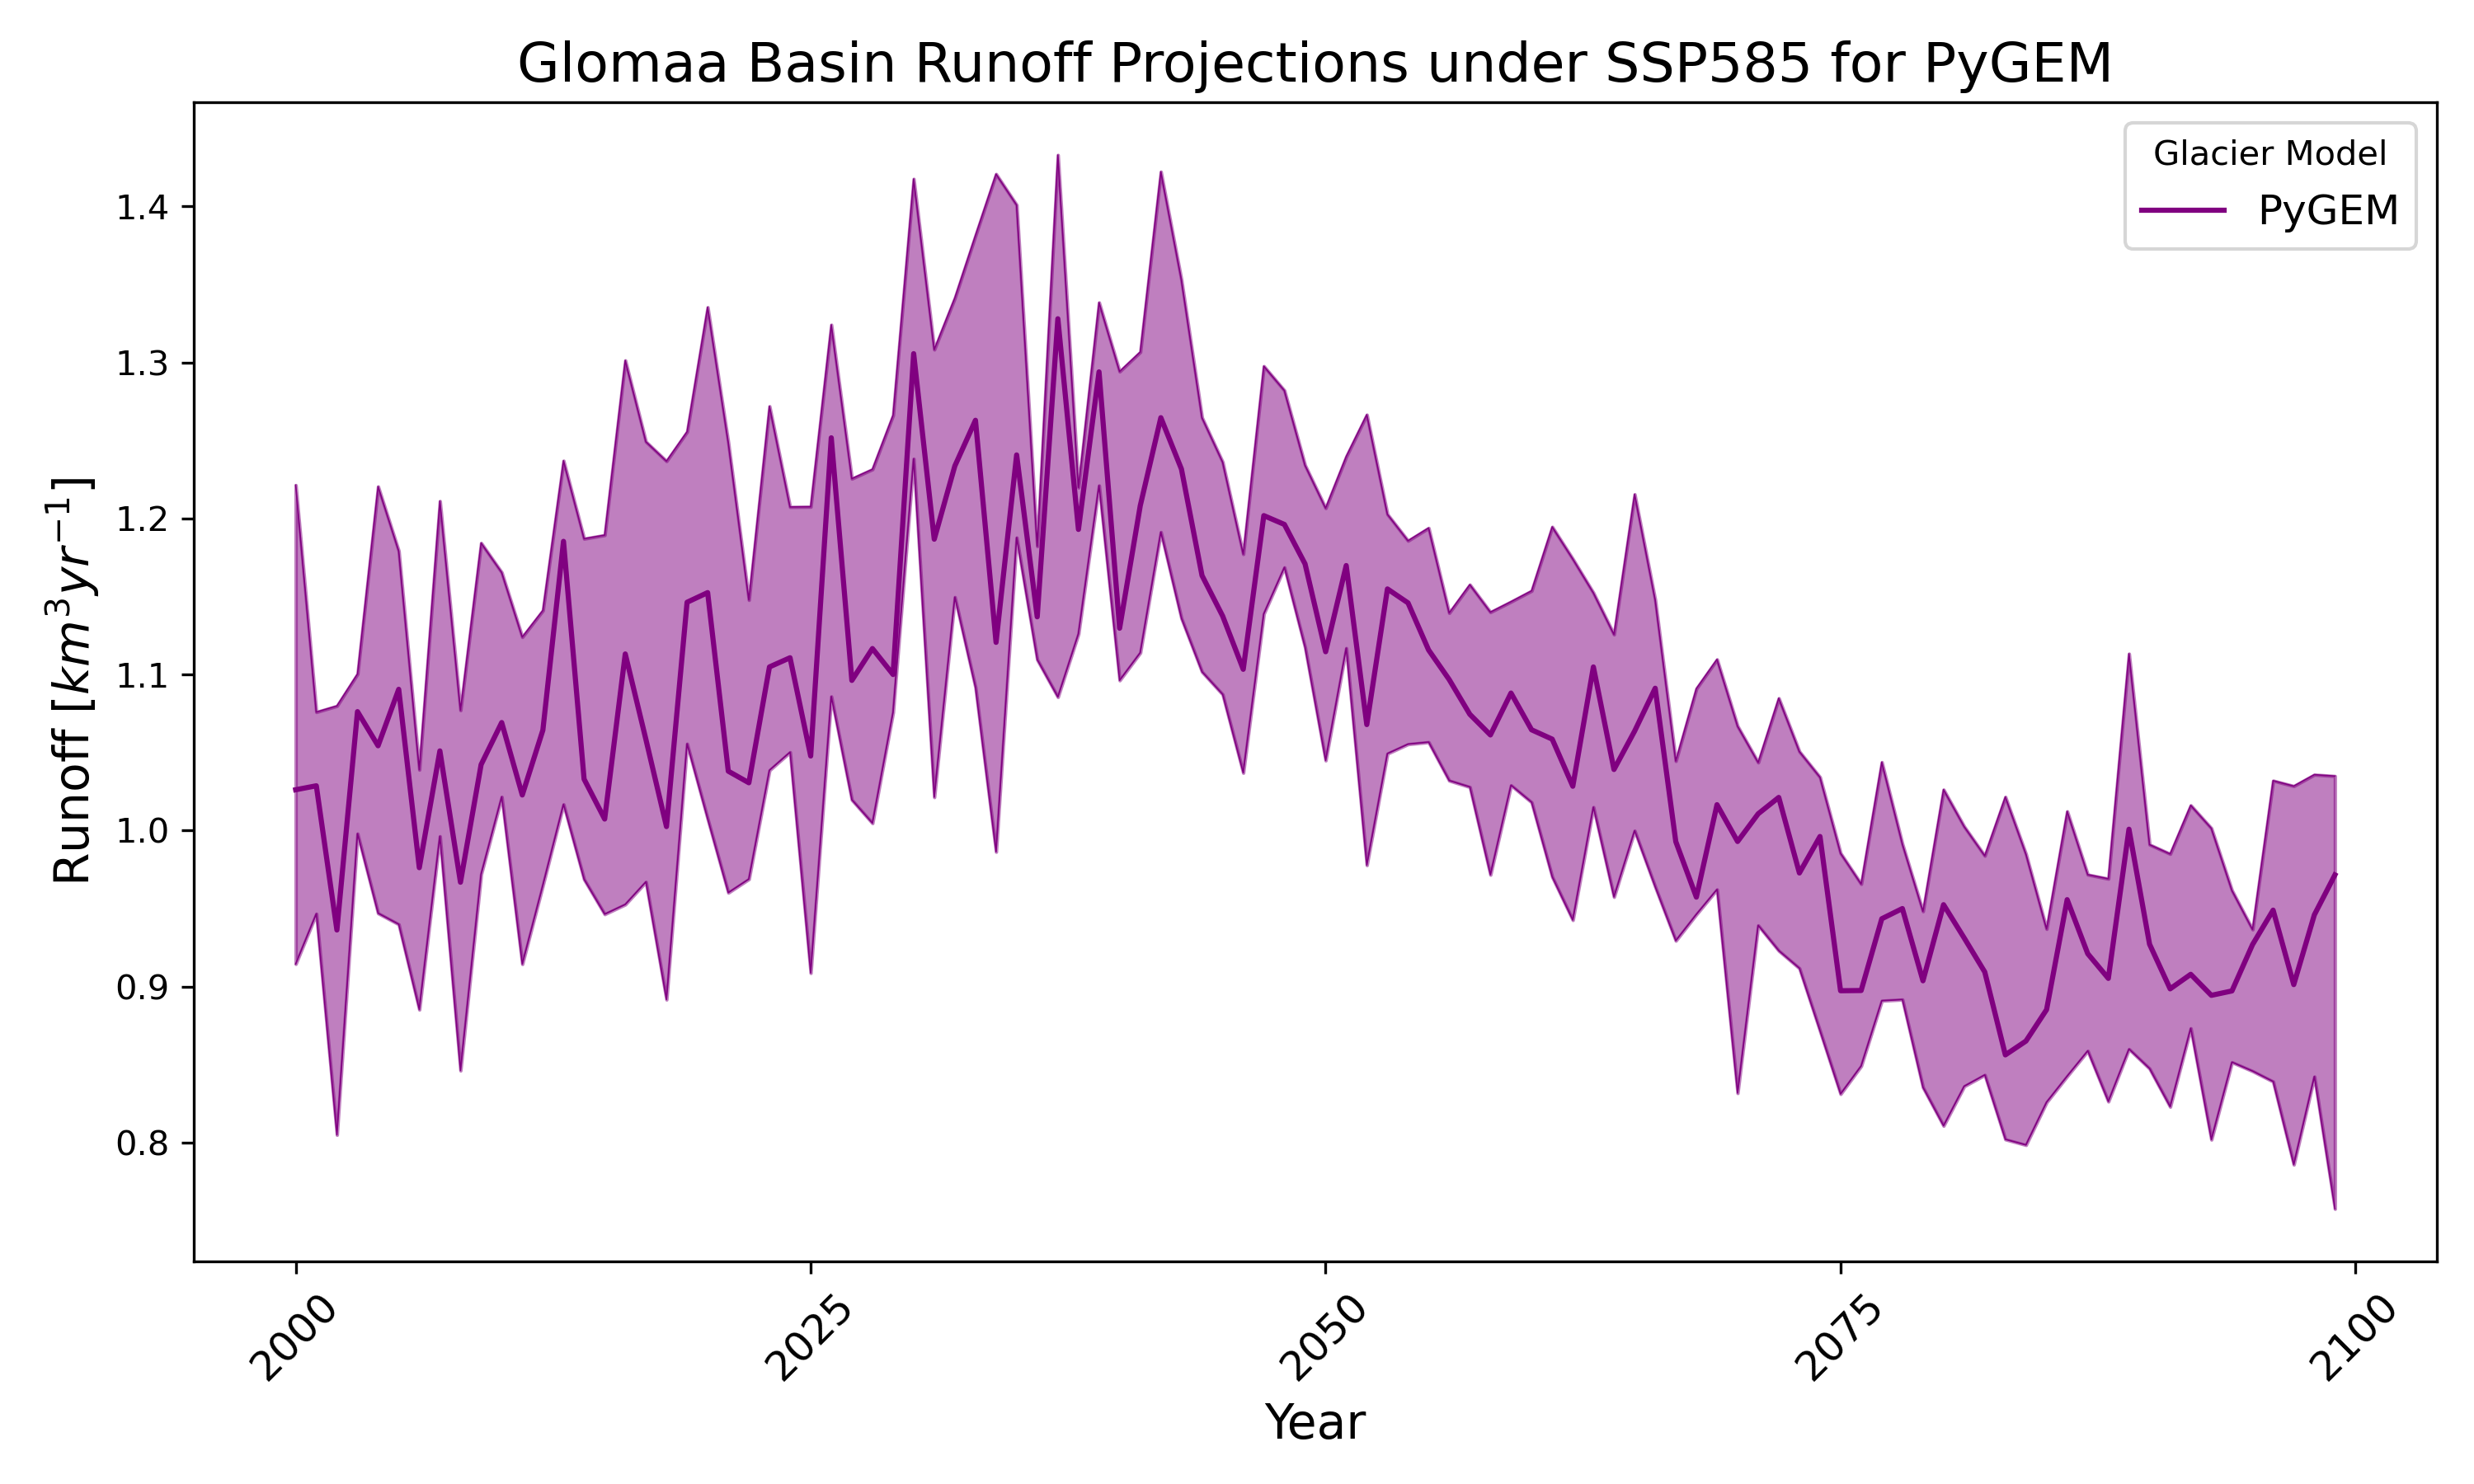 Glomaa Basin Runoff Projections under SSP585 for PyGEM
Glacier Model
PyGEM
Runoff [km³yr⁻¹]
1.4
1.3
1.2
1.1
1.0
0.9
0.8
2000
2025
2050
2075
2100
Year